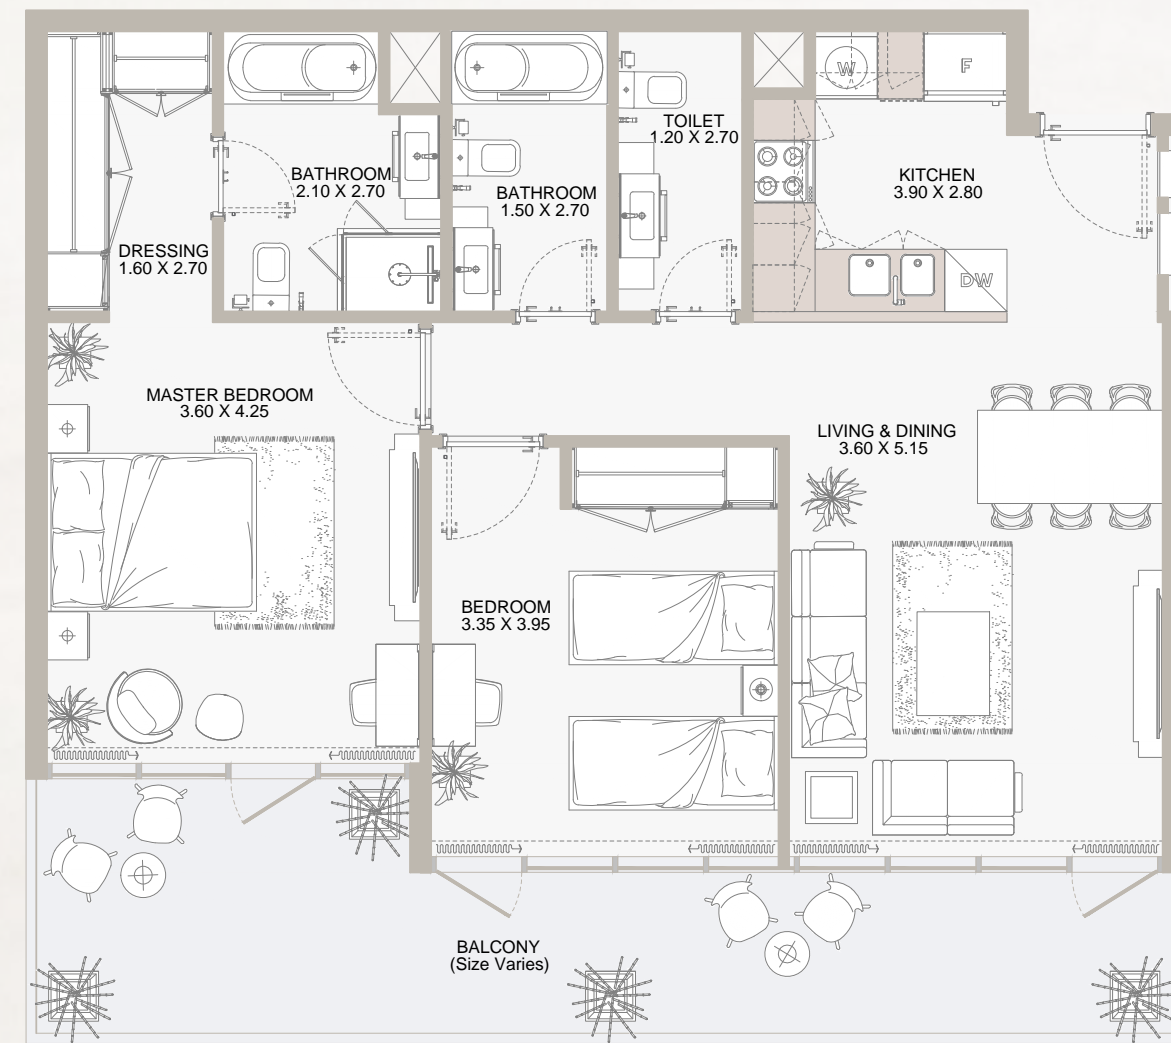 W
F
TOILET
1.20 X 2.70
BATHROOM
2.10 X 2.70
KITCHEN
3.90 X 2.80
BATHROOM
1.50 X 2.70
DRESSING
1.60 X 2.70
DW
MASTER BEDROOM
3.60 X 4.25
LIVING & DINING
3.60 X 5.15
BEDROOM
3.35 X 3.95
BALCONY
(Size Varies)